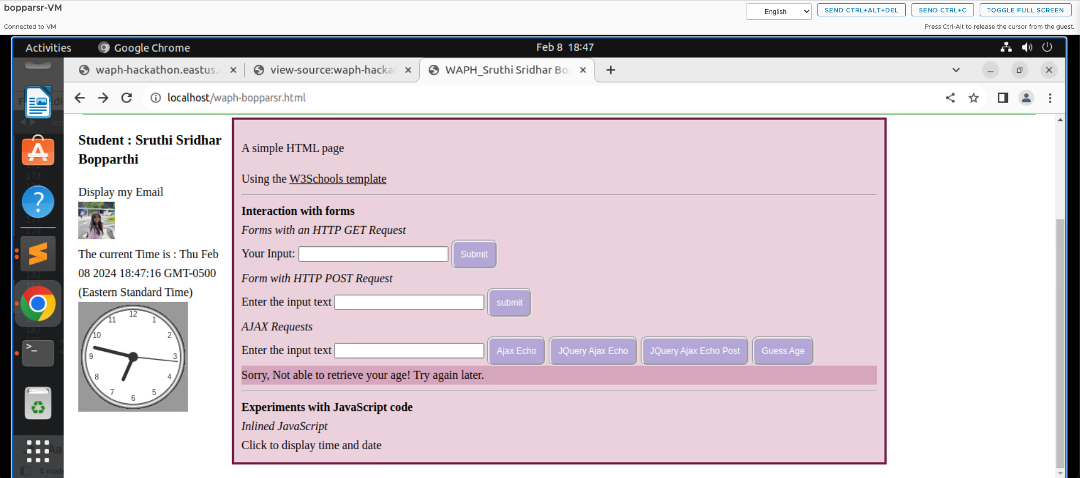 bopparsr-VM
English
SEND CTRL+ALT+DEL
SEND CTRL+C
TOGGLE FULL SCREEN
Connected to VM
Press Ctrl-Alt to release the cursor from the guest.
Activities
Google Chrome
Feb 8 18:47
waph-hackathon.eastus.
view-source:waph-hacka
WAPH_Sruthi Sridhar Bo
localhost/waph-bopparsr.html
Student : Sruthi Sridhar
Bopparthi
Display my Email
The current Time is : Thu Feb
08 2024 18:47:16 GMT-0500
(Eastern Standard Time)
12
1
2
3
4
5
6
7
8
9
10
11
A simple HTML page
Using the W3Schools template
Interaction with forms
Forms with an HTTP GET Request
Your Input:
Submit
Form with HTTP POST Request
Enter the input text
submit
AJAX Requests
Enter the input text
Ajax Echo
JQuery Ajax Echo
JQuery Ajax Echo Post
Guess Age
Sorry, Not able to retrieve your age! Try again later.
Experiments with JavaScript code
Inlined JavaScript
Click to display time and date